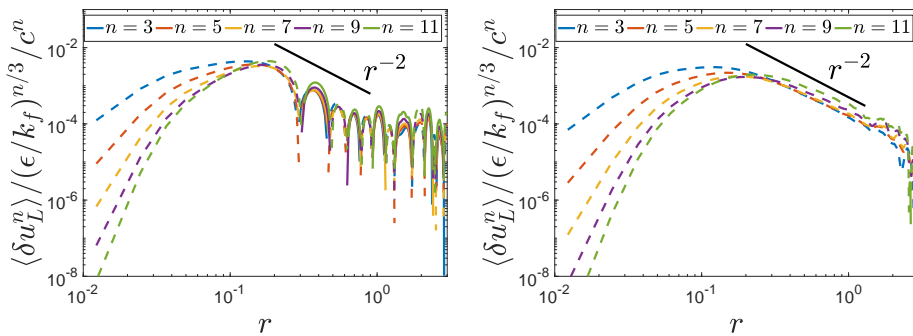 n = 3 n = 5 n = 7 n = 9 n = 11
10^-2
10^-4
10^-6
10^-8
r^-2
⟨δu_L^n⟩/(ϵ/k_f)^{n/3}/c^n
10^-2 10^-1 10^0
r
n = 3 n = 5 n = 7 n = 9 n = 11
10^-2
10^-4
10^-6
10^-8
r^-2
⟨δu_L^n⟩/(ϵ/k_f)^{n/3}/c^n
10^-2 10^-1 10^0
r